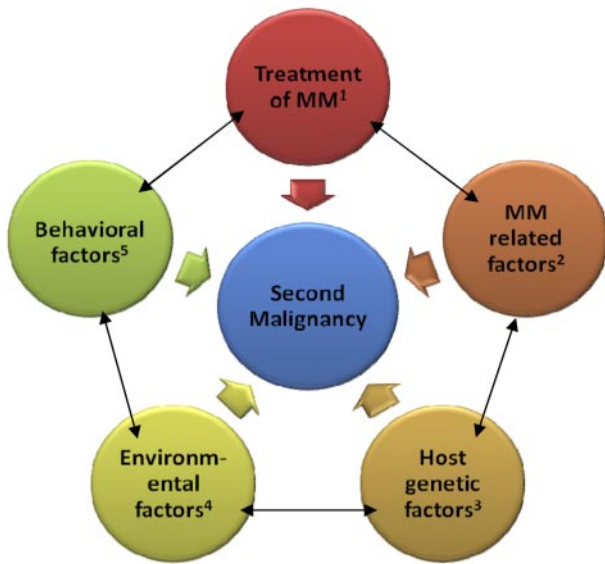 Treatment
of MM¹
Behavioral
factors⁵
MM
related
factors²
Second
Malignancy
Environm-
ental
factors⁴
Host
genetic
factors³